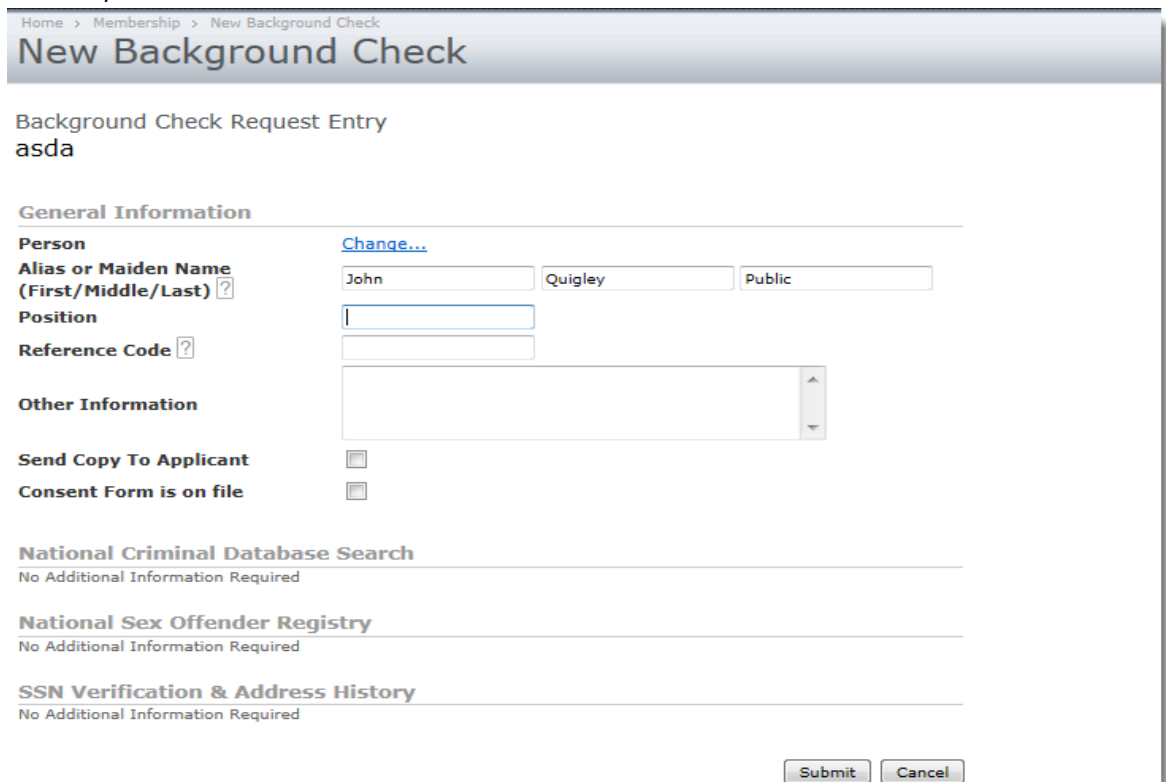 Home > Membership > New Background Check
New Background Check
Background Check Request Entry
asda
General Information
Person Change...
Alias or Maiden Name
(First/Middle/Last) ? John Quigley Public
Position
Reference Code ?
Other Information
Send Copy To Applicant
Consent Form is on file
National Criminal Database Search
No Additional Information Required
National Sex Offender Registry
No Additional Information Required
SSN Verification & Address History
No Additional Information Required
Submit Cancel